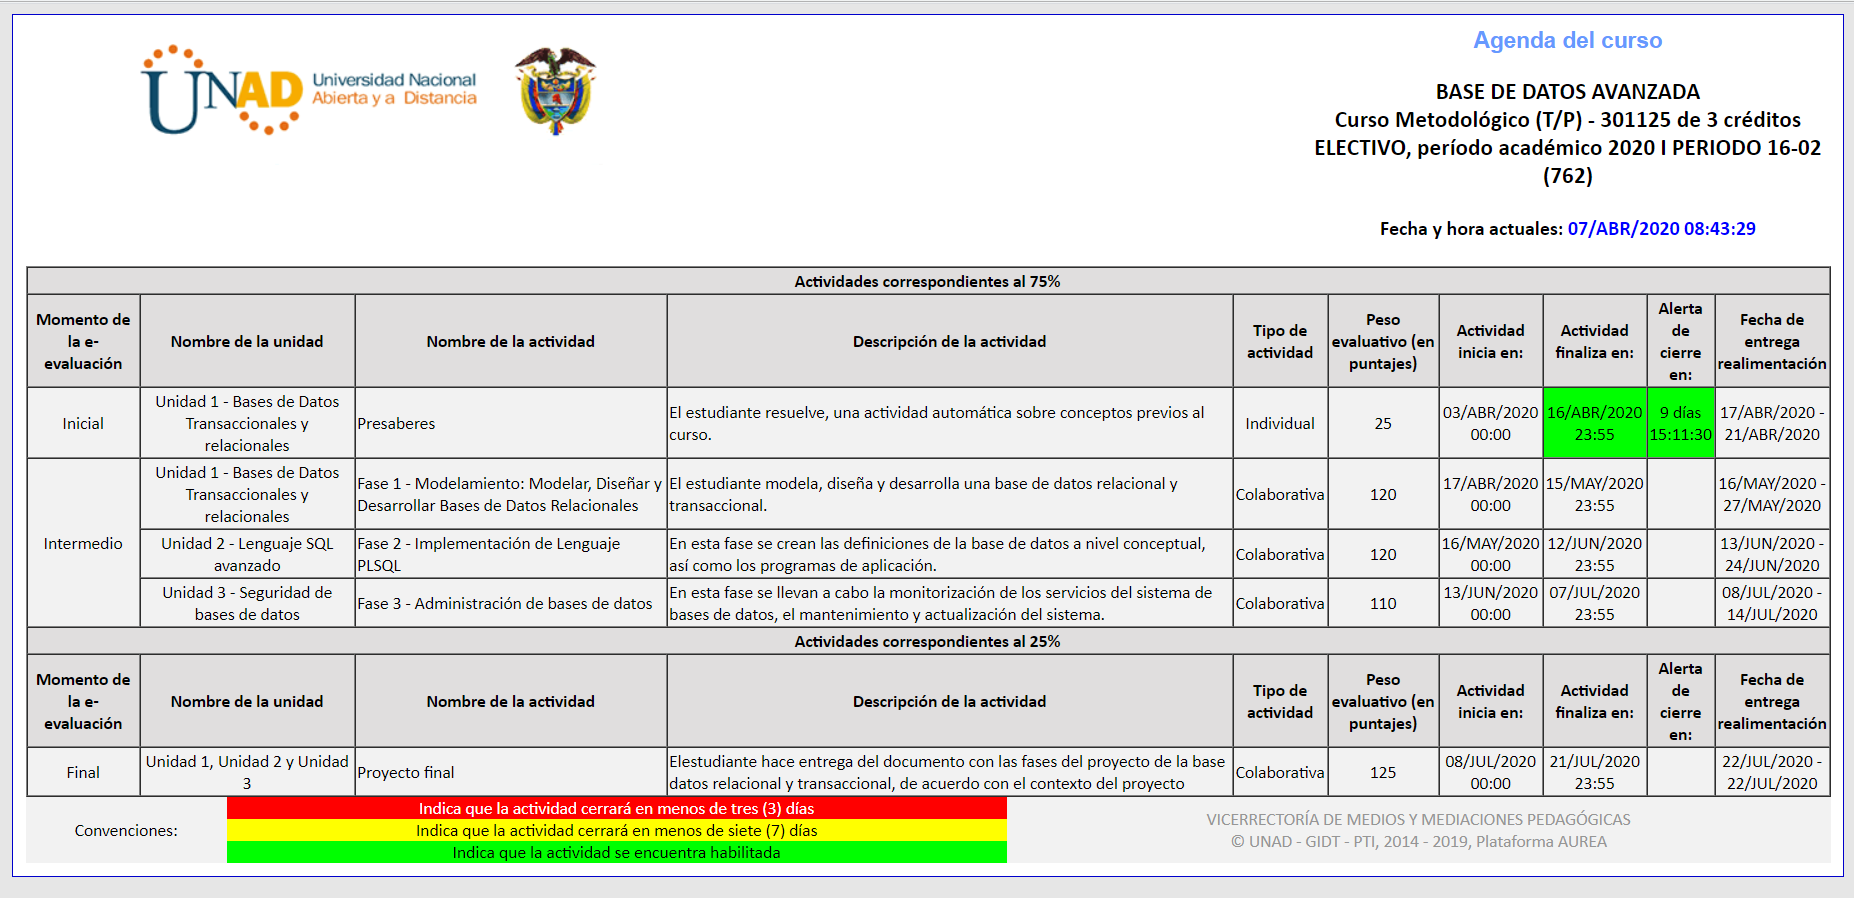 UNAD Universidad Nacional
Abierta y a Distancia
Agenda del curso
BASE DE DATOS AVANZADA
Curso Metodológico (T/P) - 301125 de 3 créditos
ELECTIVO, período académico 2020 I PERIODO 16-02
(762)
Fecha y hora actuales: 07/ABR/2020 08:43:29
Actividades correspondientes al 75%
Momento de
la e-
evaluación
Nombre de la unidad
Nombre de la actividad
Descripción de la actividad
Tipo de
actividad
Peso
evaluativo (en
puntajes)
Actividad
inicia en:
Actividad
finaliza en:
Alerta
de
cierre
en:
Fecha de
entrega
realimentación
Inicial
Unidad 1 - Bases de Datos
Transaccionales y
relacionales
Presaberes
El estudiante resuelve, una actividad automática sobre conceptos previos al
curso.
Individual
25
03/ABR/2020
00:00
16/ABR/2020
23:55
9 días
15:11:30
17/ABR/2020 -
21/ABR/2020
Intermedio
Unidad 1 - Bases de Datos
Transaccionales y
relacionales
Fase 1 - Modelamiento: Modelar, Diseñar y
Desarrollar Bases de Datos Relacionales
El estudiante modela, diseña y desarrolla una base de datos relacional y
transaccional.
Colaborativa
120
17/ABR/2020
00:00
15/MAY/2020
23:55
16/MAY/2020 -
27/MAY/2020
Unidad 2 - Lenguaje SQL
avanzado
Fase 2 - Implementación de Lenguaje
PLSQL
En esta fase se crean las definiciones de la base de datos a nivel conceptual,
así como los programas de aplicación.
Colaborativa
120
16/MAY/2020
00:00
12/JUN/2020
23:55
13/JUN/2020 -
24/JUN/2020
Unidad 3 - Seguridad de
bases de datos
Fase 3 - Administración de bases de datos
En esta fase se llevan a cabo la monitorización de los servicios del sistema de
bases de datos, el mantenimiento y actualización del sistema.
Colaborativa
110
13/JUN/2020
00:00
07/JUL/2020
23:55
08/JUL/2020 -
14/JUL/2020
Actividades correspondientes al 25%
Momento de
la e-
evaluación
Nombre de la unidad
Nombre de la actividad
Descripción de la actividad
Tipo de
actividad
Peso
evaluativo (en
puntajes)
Actividad
inicia en:
Actividad
finaliza en:
Alerta
de
cierre
en:
Fecha de
entrega
realimentación
Final
Unidad 1, Unidad 2 y Unidad
3
Proyecto final
Elestudiante hace entrega del documento con las fases del proyecto de la base
datos relacional y transaccional, de acuerdo con el contexto del proyecto
Colaborativa
125
08/JUL/2020
00:00
21/JUL/2020
23:55
22/JUL/2020 -
22/JUL/2020
Convenciones:
Indica que la actividad cerrará en menos de tres (3) días
Indica que la actividad cerrará en menos de siete (7) días
Indica que la actividad se encuentra habilitada
VICERRECTORÍA DE MEDIOS Y MEDIACIONES PEDAGÓGICAS
© UNAD - GIDT - PTI, 2014 - 2019, Plataforma AUREA